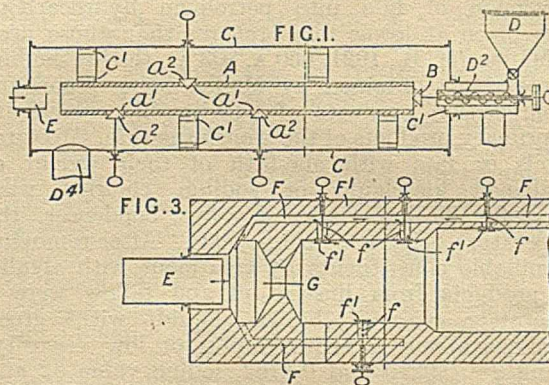 C
FIG.1.
D
C¹
a²
A
a¹
a¹
B
D²
E
a²
C¹
a²
C¹
C¹
D⁴
C
FIG.3.
F
F¹
F
f
f¹
f
f¹
f
E
G
f¹
f
F